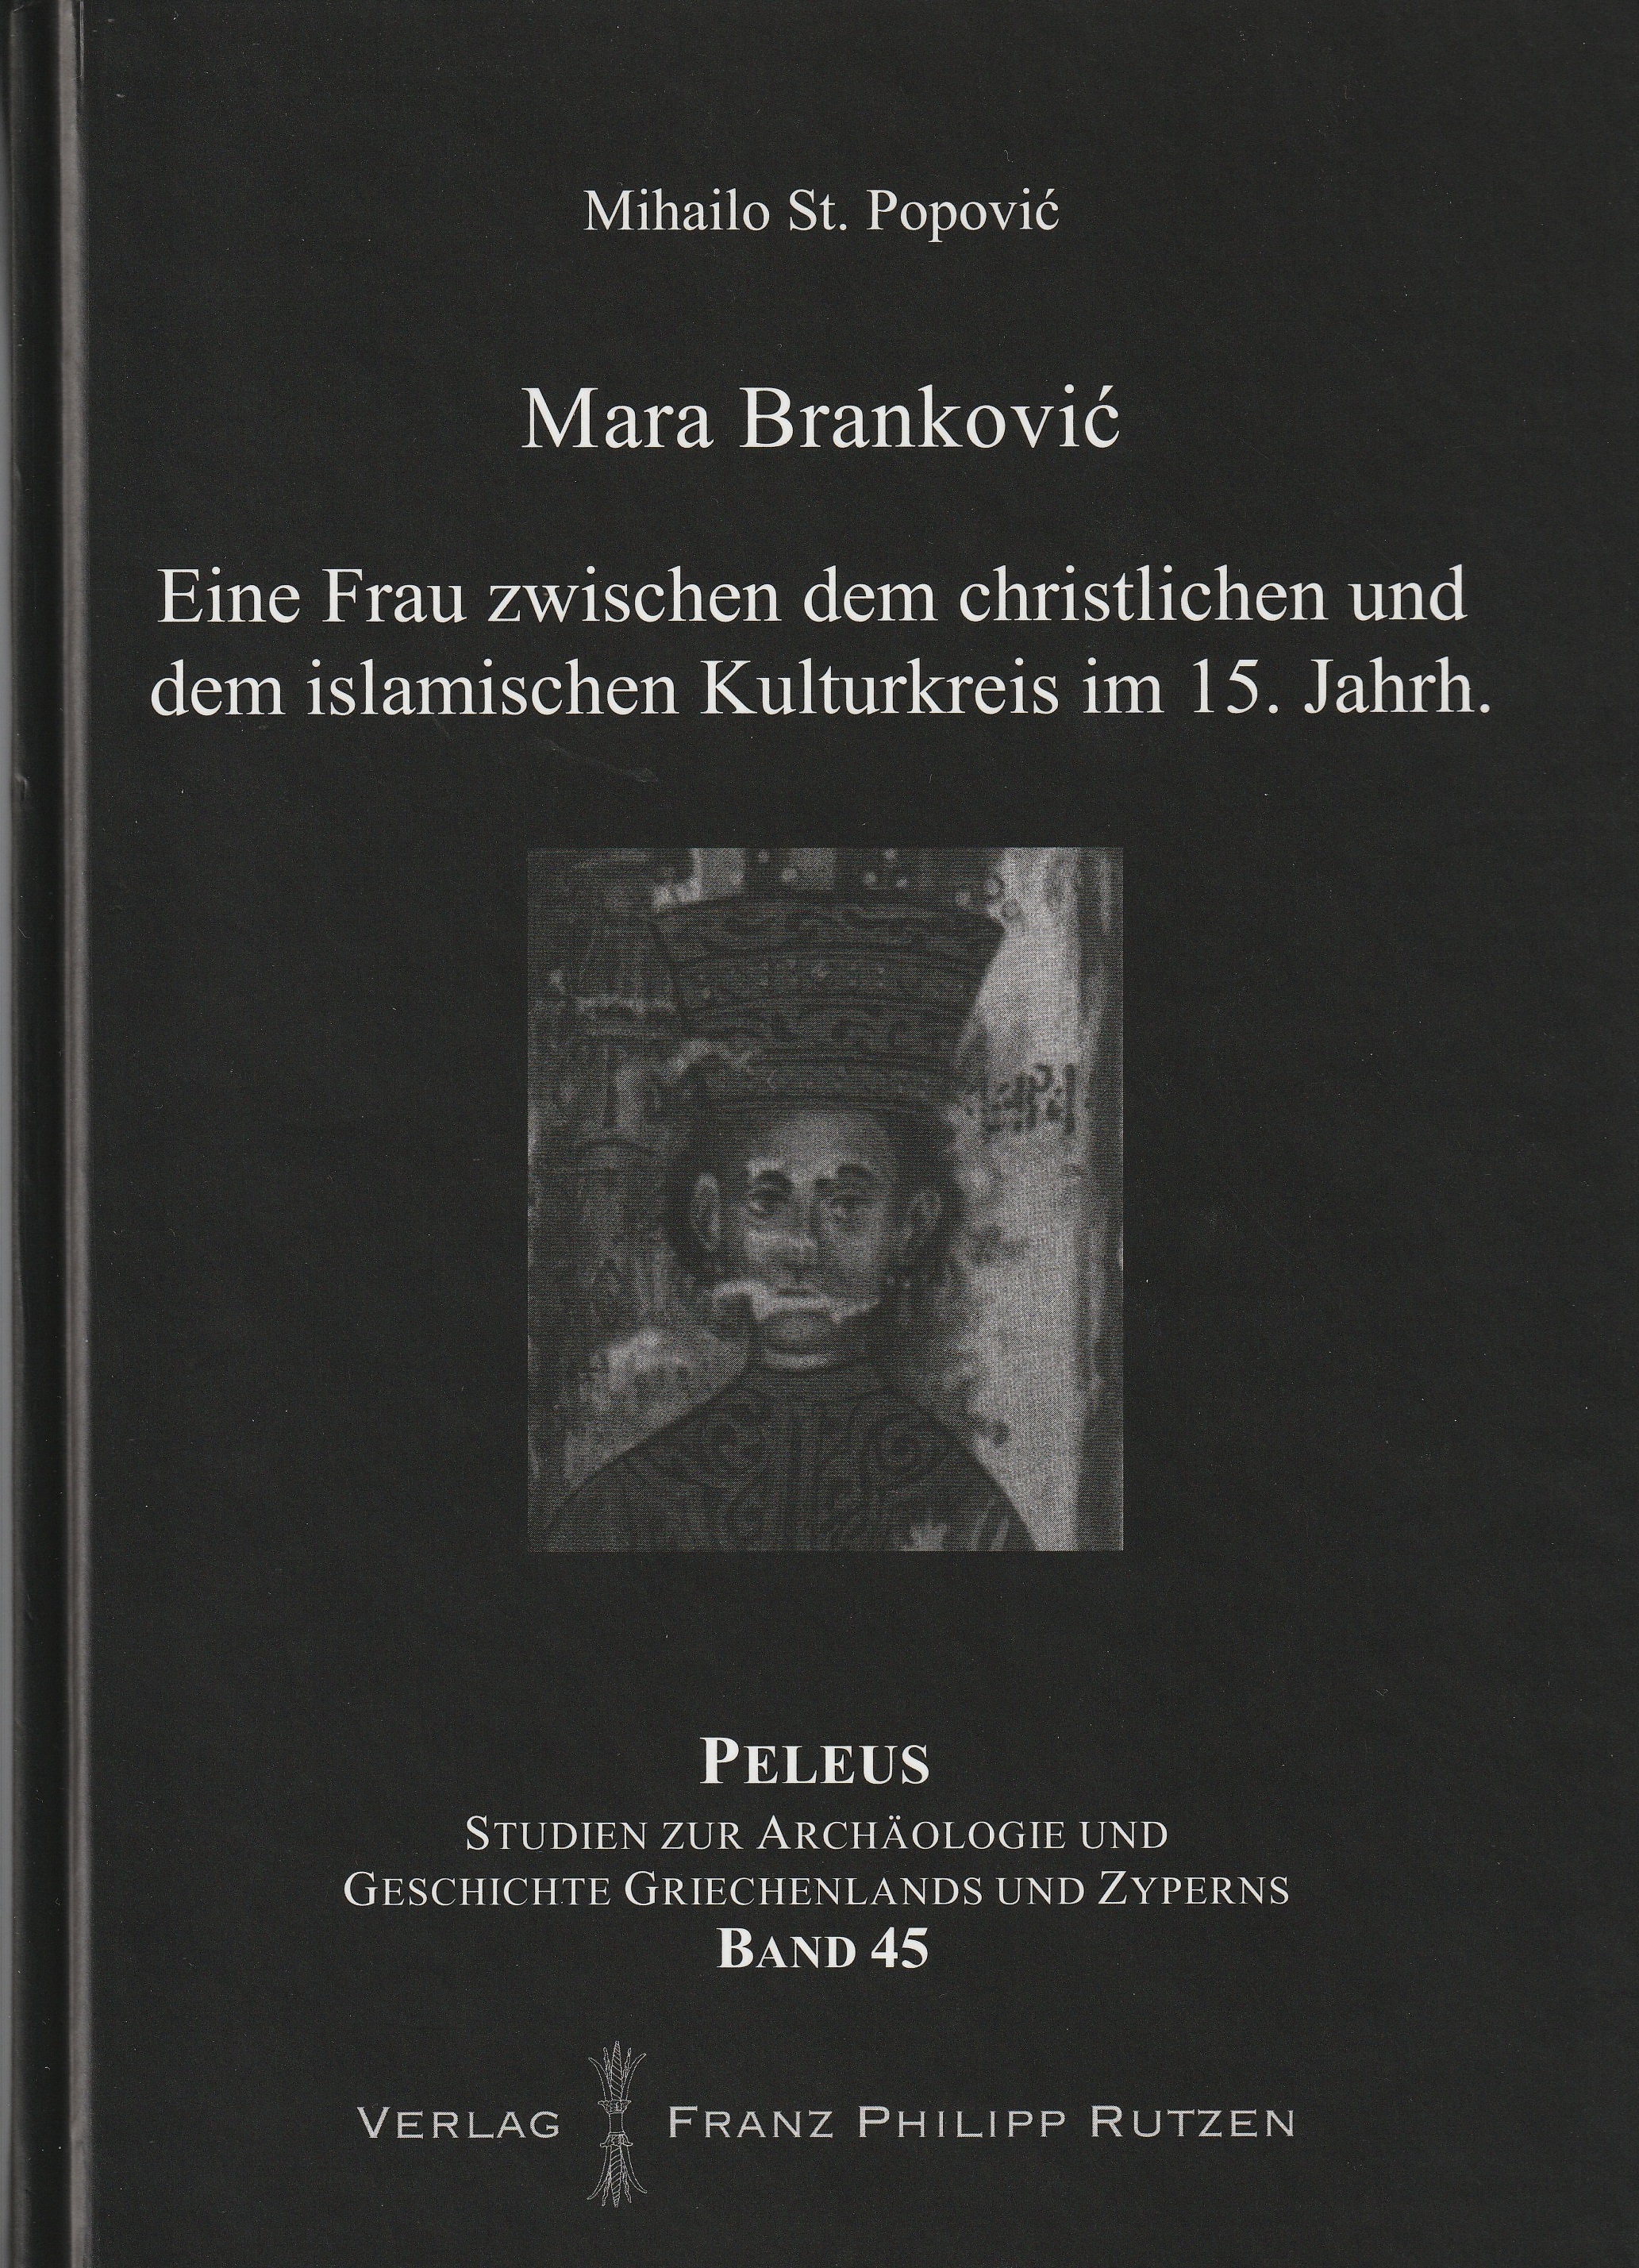 Mihailo St. Popović
Mara Branković
Eine Frau zwischen dem christlichen und
dem islamischen Kulturkreis im 15. Jahrh.
PELEUS
STUDIEN ZUR ARCHÄOLOGIE UND
GESCHICHTE GRIECHENLANDS UND ZYPERNS
BAND 45
VERLAG FRANZ PHILIPP RUTZEN